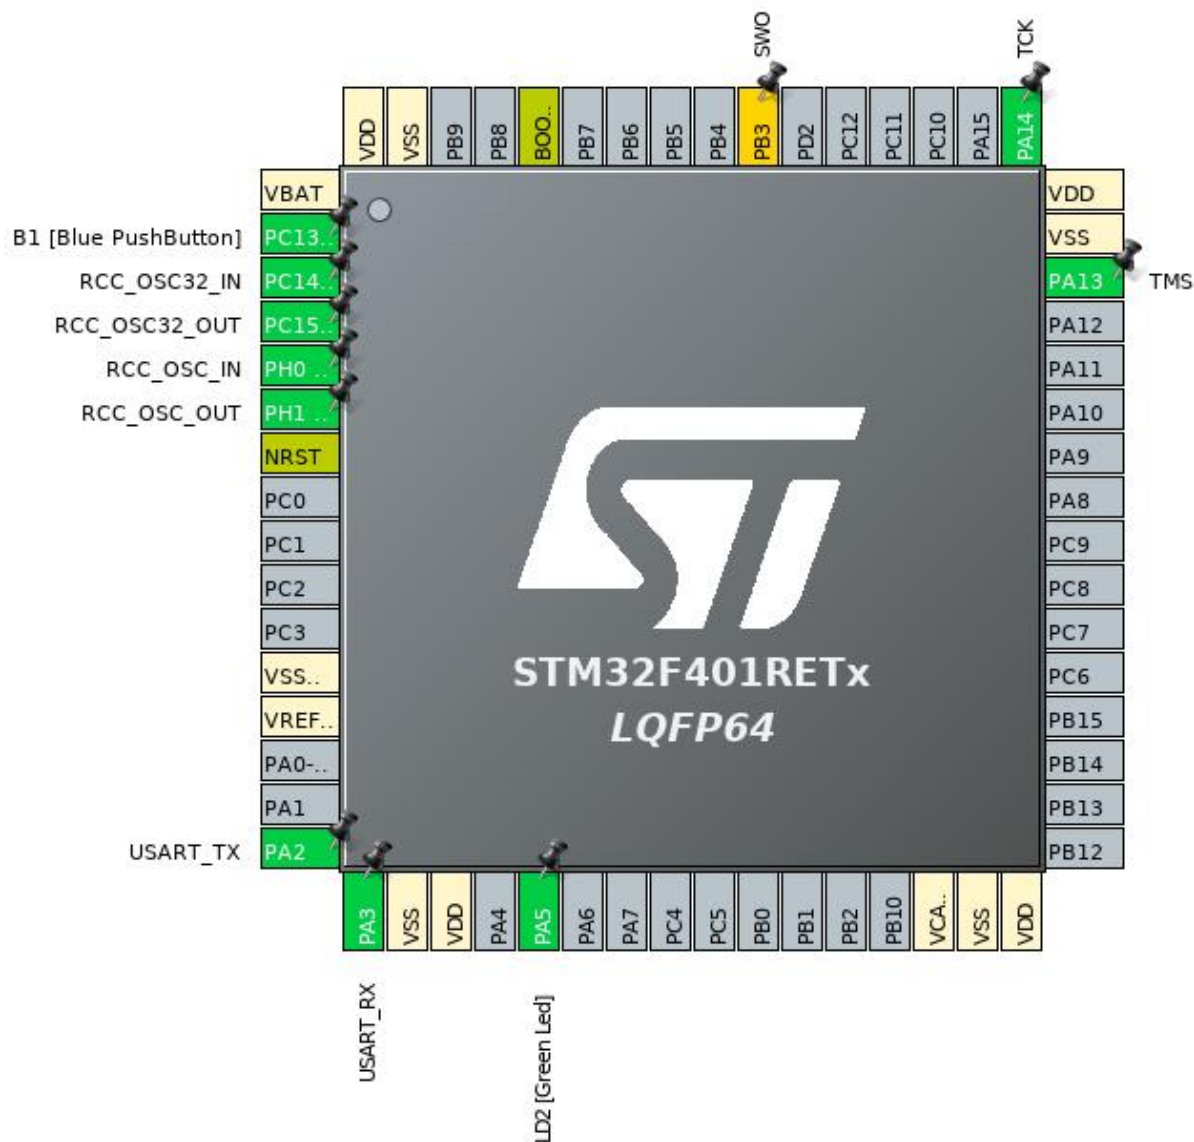 SWO
TCK
VDD
VSS
PB9
PB8
BOO..
PB7
PB6
PB5
PB4
PB3
PD2
PC12
PC11
PC10
PA15
PA14
VBAT
B1 [Blue PushButton] PC13..
RCC_OSC32_IN PC14..
RCC_OSC32_OUT PC15..
RCC_OSC_IN PH0 ..
RCC_OSC_OUT PH1 ..
NRST
PC0
PC1
PC2
PC3
VSS..
VREF..
PA0-..
PA1
USART_TX PA2
ST
STM32F401RETx
LQFP64
VDD
VSS
PA13 TMS
PA12
PA11
PA10
PA9
PA8
PC9
PC8
PC7
PC6
PB15
PB14
PB13
PB12
PA3
VSS
VDD
PA4
PA5
PA6
PA7
PC4
PC5
PB0
PB1
PB2
PB10
VCA..
VSS
VDD
USART_RX
LD2 [Green Led]